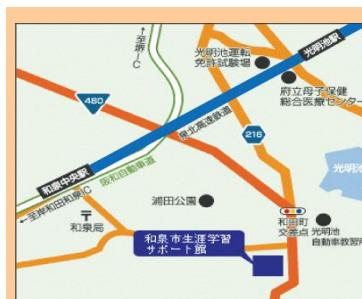 ←至堺IC
光明池駅
光明池運転
免許試験場
府立母子保健
総合医療センター
480
泉北高速鉄道
216
和泉中央駅
阪和自動車道
光明池
←至岸和田和泉IC
〒
和泉局
浦田公園
和田町
交差点
光明池
自動車教習所
和泉市生涯学習
サポート館